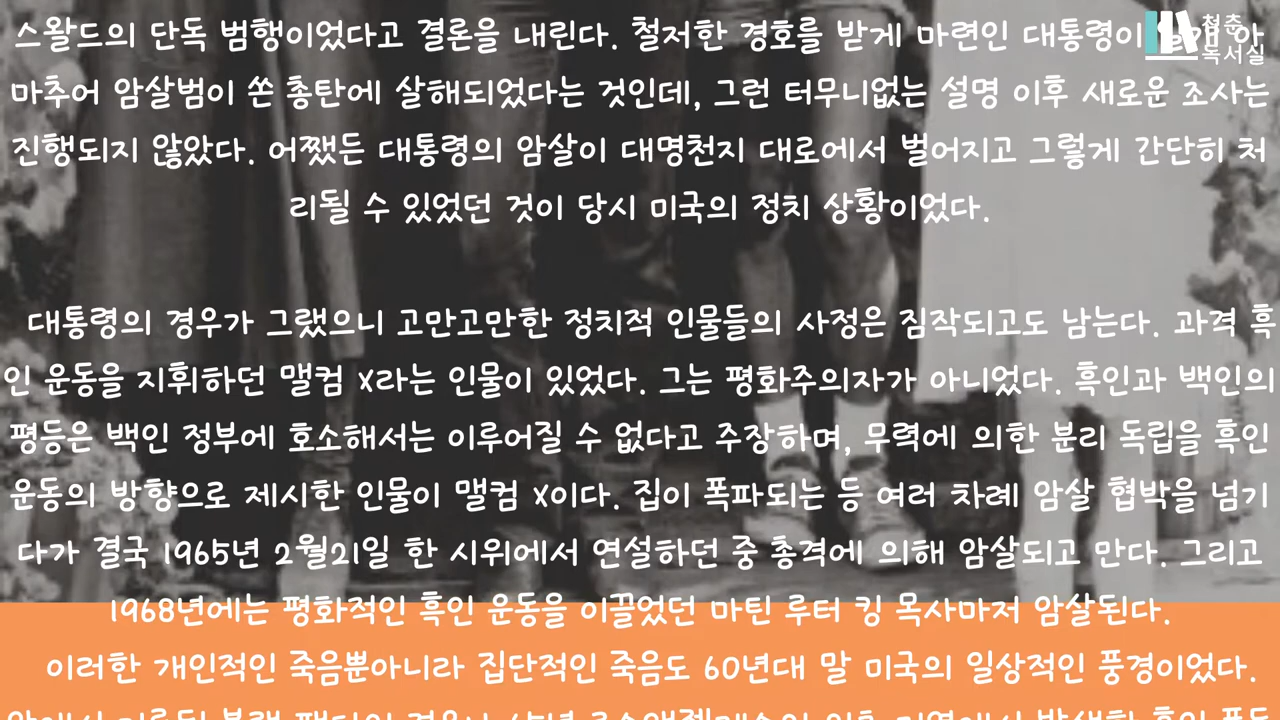 스왈드의 단독 범행이었다고 결론을 내린다. 철저한 경호를 받게 마련인 대통령이 아
청춘
독서실
마추어 암살범이 쏜 총탄에 살해되었다는 것인데, 그런 터무니없는 설명 이후 새로운 조사는
진행되지 않았다. 어쨌든 대통령의 암살이 대명천지 대로에서 벌어지고 그렇게 간단히 처
리될 수 있었던 것이 당시 미국의 정치 상황이었다.
대통령의 경우가 그랬으니 고만고만한 정치적 인물들의 사정은 짐작되고도 남는다. 과격 흑
인 운동을 지휘하던 맬컴 X라는 인물이 있었다. 그는 평화주의자가 아니었다. 흑인과 백인의
평등은 백인 정부에 호소해서는 이루어질 수 없다고 주장하며, 무력에 의한 분리 독립을 흑인
운동의 방향으로 제시한 인물이 맬컴 X이다. 집이 폭파되는 등 여러 차례 암살 협박을 넘기
다가 결국 1965년 2월21일 한 시위에서 연설하던 중 총격에 의해 암살되고 만다. 그리고
1968년에는 평화적인 흑인 운동을 이끌었던 마틴 루터 킹 목사마저 암살된다.
이러한 개인적인 죽음뿐아니라 집단적인 죽음도 60년대 말 미국의 일상적인 풍경이었다.